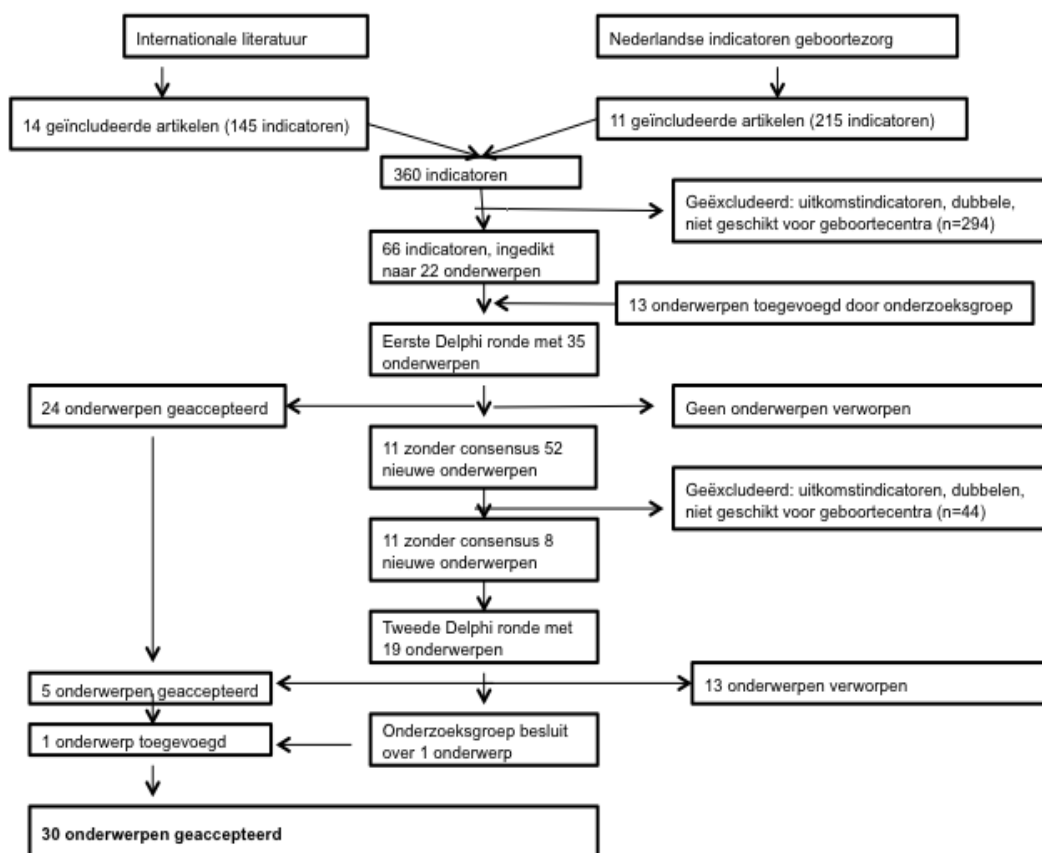 Internationale literatuur
Nederlandse indicatoren geboortezorg
14 geïncludeerde artikelen (145 indicatoren)
11 geïncludeerde artikelen (215 indicatoren)
360 indicatoren
Geëxcludeerd: uitkomstindicatoren, dubbele,
niet geschikt voor geboortecentra (n=294)
66 indicatoren, ingedikt
naar 22 onderwerpen
13 onderwerpen toegevoegd door onderzoeksgroep
Eerste Delphi ronde met 35
onderwerpen
24 onderwerpen geaccepteerd
Geen onderwerpen verworpen
11 zonder consensus 52
nieuwe onderwerpen
Geëxcludeerd: uitkomstindicatoren, dubbelen,
niet geschikt voor geboortecentra (n=44)
11 zonder consensus 8
nieuwe onderwerpen
Tweede Delphi ronde met
19 onderwerpen
5 onderwerpen geaccepteerd
13 onderwerpen verworpen
1 onderwerp toegevoegd
Onderzoeksgroep besluit
over 1 onderwerp
30 onderwerpen geaccepteerd